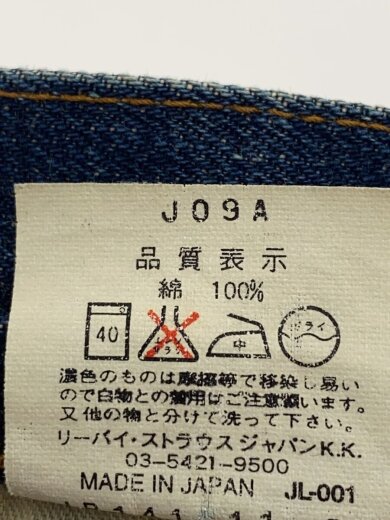 J09A
品質表示
綿 100%
40 中 ドライ
濃色のものは摩擦等で移染し易い
ので白物との兼用はご注意願います。
又他の物と分けて洗って下さい。
リーバイ・ストラウスジャパンK.K.
03-5421-9500
MADE IN JAPAN JL-001